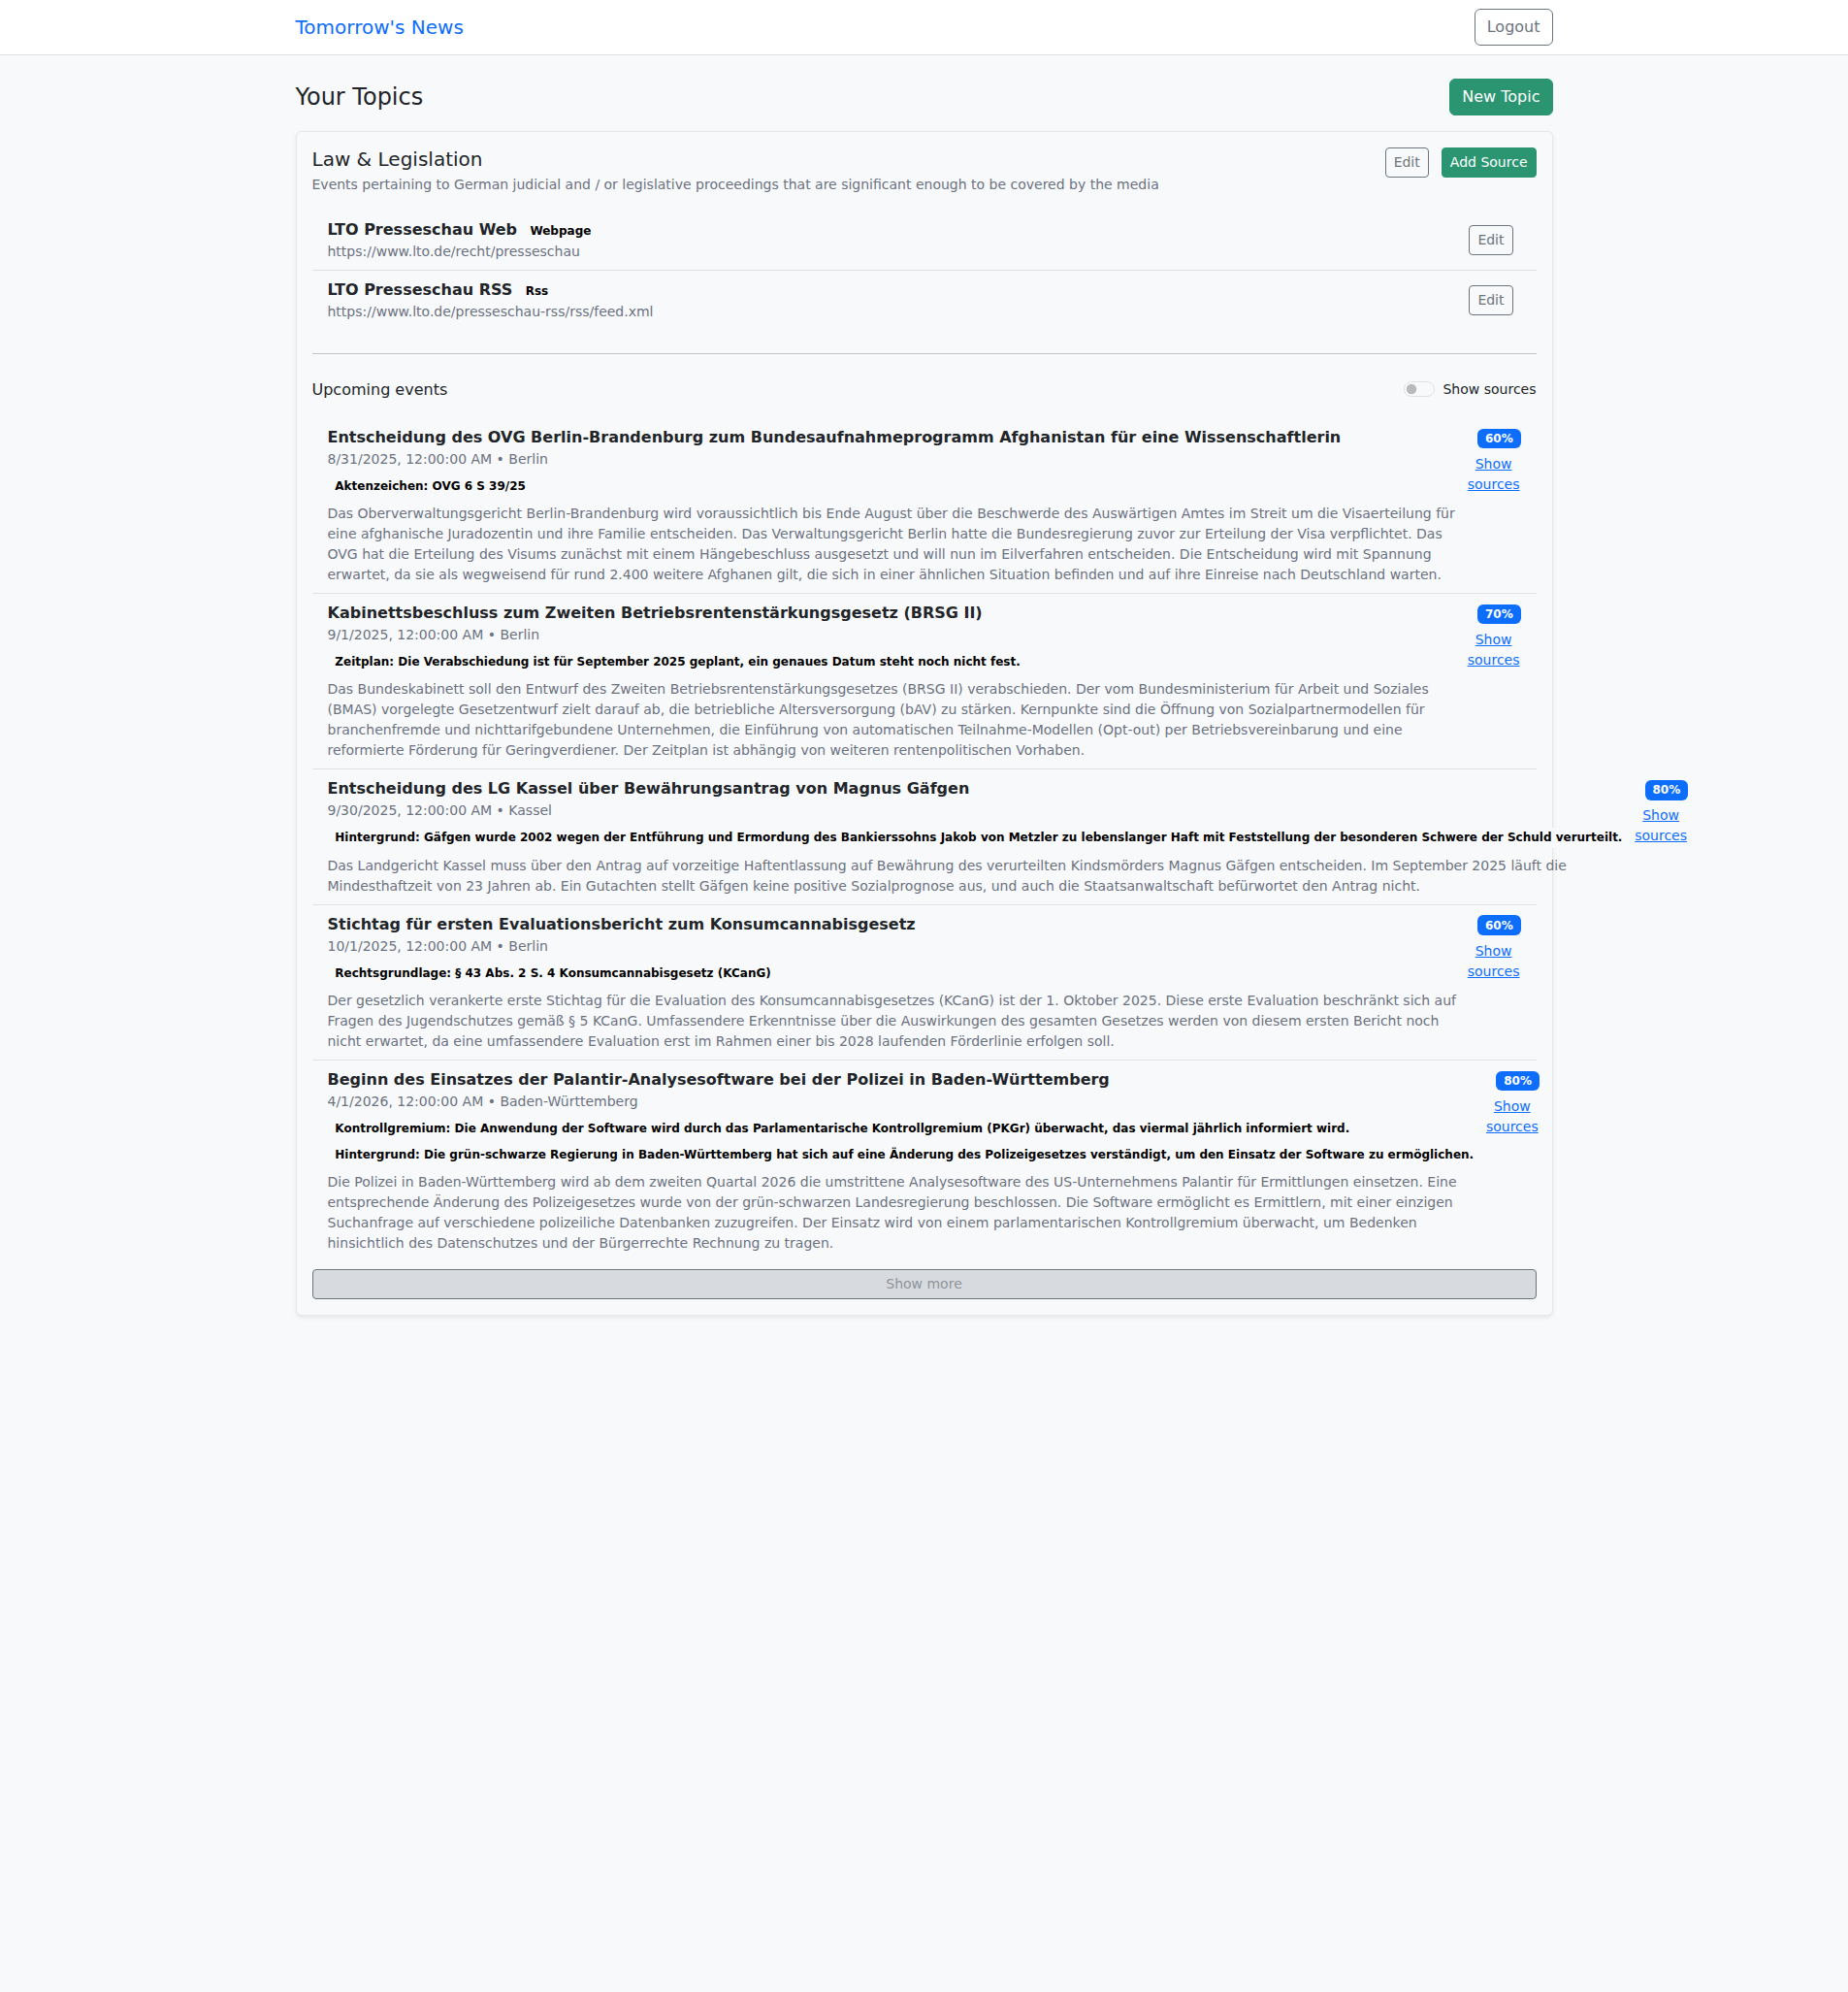 Tomorrow's News
Logout
Your Topics
New Topic
Law & Legislation
Edit
Add Source
Events pertaining to German judicial and / or legislative proceedings that are significant enough to be covered by the media
LTO Presseschau Web Webpage
https://www.lto.de/recht/presseschau
Edit
LTO Presseschau RSS Rss
https://www.lto.de/presseschau-rss/rss/feed.xml
Edit
Upcoming events
Show sources
Entscheidung des OVG Berlin-Brandenburg zum Bundesaufnahmeprogramm Afghanistan für eine Wissenschaftlerin
60%
8/31/2025, 12:00:00 AM • Berlin
Show
sources
Aktenzeichen: OVG 6 S 39/25
Das Oberverwaltungsgericht Berlin-Brandenburg wird voraussichtlich bis Ende August über die Beschwerde des Auswärtigen Amtes im Streit um die Visaerteilung für
eine afghanische Juradozentin und ihre Familie entscheiden. Das Verwaltungsgericht Berlin hatte die Bundesregierung zuvor zur Erteilung der Visa verpflichtet. Das
OVG hat die Erteilung des Visums zunächst mit einem Hängebeschluss ausgesetzt und will nun im Eilverfahren entscheiden. Die Entscheidung wird mit Spannung
erwartet, da sie als wegweisend für rund 2.400 weitere Afghanen gilt, die sich in einer ähnlichen Situation befinden und auf ihre Einreise nach Deutschland warten.
Kabinettsbeschluss zum Zweiten Betriebsrentenstärkungsgesetz (BRSG II)
70%
9/1/2025, 12:00:00 AM • Berlin
Show
sources
Zeitplan: Die Verabschiedung ist für September 2025 geplant, ein genaues Datum steht noch nicht fest.
Das Bundeskabinett soll den Entwurf des Zweiten Betriebsrentenstärkungsgesetzes (BRSG II) verabschieden. Der vom Bundesministerium für Arbeit und Soziales
(BMAS) vorgelegte Gesetzentwurf zielt darauf ab, die betriebliche Altersversorgung (bAV) zu stärken. Kernpunkte sind die Öffnung von Sozialpartnermodellen für
branchenfremde und nichttarifgebundene Unternehmen, die Einführung von automatischen Teilnahme-Modellen (Opt-out) per Betriebsvereinbarung und eine
reformierte Förderung für Geringverdiener. Der Zeitplan ist abhängig von weiteren rentenpolitischen Vorhaben.
Entscheidung des LG Kassel über Bewährungsantrag von Magnus Gäfgen
80%
9/30/2025, 12:00:00 AM • Kassel
Show
sources
Hintergrund: Gäfgen wurde 2002 wegen der Entführung und Ermordung des Bankierssohns Jakob von Metzler zu lebenslanger Haft mit Feststellung der besonderen Schwere der Schuld verurteilt.
Das Landgericht Kassel muss über den Antrag auf vorzeitige Haftentlassung auf Bewährung des verurteilten Kindsmörders Magnus Gäfgen entscheiden. Im September 2025 läuft die
Mindesthaftzeit von 23 Jahren ab. Ein Gutachten stellt Gäfgen keine positive Sozialprognose aus, und auch die Staatsanwaltschaft befürwortet den Antrag nicht.
Stichtag für ersten Evaluationsbericht zum Konsumcannabisgesetz
60%
10/1/2025, 12:00:00 AM • Berlin
Show
sources
Rechtsgrundlage: § 43 Abs. 2 S. 4 Konsumcannabisgesetz (KCanG)
Der gesetzlich verankerte erste Stichtag für die Evaluation des Konsumcannabisgesetzes (KCanG) ist der 1. Oktober 2025. Diese erste Evaluation beschränkt sich auf
Fragen des Jugendschutzes gemäß § 5 KCanG. Umfassendere Erkenntnisse über die Auswirkungen des gesamten Gesetzes werden von diesem ersten Bericht noch
nicht erwartet, da eine umfassendere Evaluation erst im Rahmen einer bis 2028 laufenden Förderlinie erfolgen soll.
Beginn des Einsatzes der Palantir-Analysesoftware bei der Polizei in Baden-Württemberg
80%
4/1/2026, 12:00:00 AM • Baden-Württemberg
Show
sources
Kontrollgremium: Die Anwendung der Software wird durch das Parlamentarische Kontrollgremium (PKGr) überwacht, das viermal jährlich informiert wird.
Hintergrund: Die grün-schwarze Regierung in Baden-Württemberg hat sich auf eine Änderung des Polizeigesetzes verständigt, um den Einsatz der Software zu ermöglichen.
Die Polizei in Baden-Württemberg wird ab dem zweiten Quartal 2026 die umstrittene Analysesoftware des US-Unternehmens Palantir für Ermittlungen einsetzen. Eine
entsprechende Änderung des Polizeigesetzes wurde von der grün-schwarzen Landesregierung beschlossen. Die Software ermöglicht es Ermittlern, mit einer einzigen
Suchanfrage auf verschiedene polizeiliche Datenbanken zuzugreifen. Der Einsatz wird von einem parlamentarischen Kontrollgremium überwacht, um Bedenken
hinsichtlich des Datenschutzes und der Bürgerrechte Rechnung zu tragen.
Show more